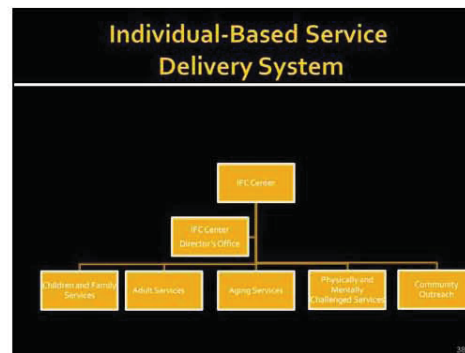 Individual-Based Service
Delivery System
IFC Center
IFC Center
Director's Office
Children and Family
Services
Adult Services
Aging Services
Physically and
Mentally
Challenged Services
Community
Outreach